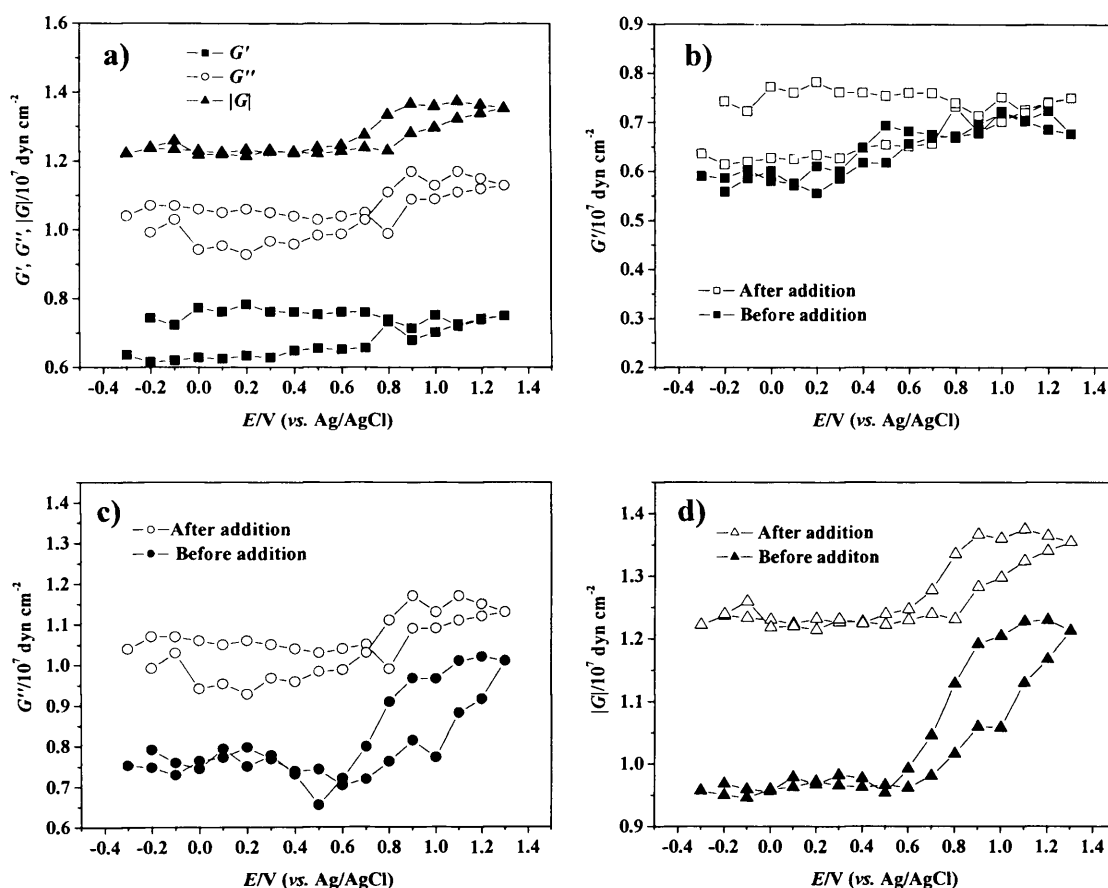 a)
G'
G''
|G|
G', G'', |G|/10⁷ dyn cm⁻²
1.6
1.4
1.2
1.0
0.8
0.6
-0.4 -0.2 0.0 0.2 0.4 0.6 0.8 1.0 1.2 1.4
E/V (vs. Ag/AgCl)
b)
G'/10⁷ dyn cm⁻²
0.9
0.8
0.7
0.6
0.5
0.4
0.3
0.2
After addition
Before addition
-0.4 -0.2 0.0 0.2 0.4 0.6 0.8 1.0 1.2 1.4
E/V (vs. Ag/AgCl)
c)
After addition
Before addition
G''/10⁷ dyn cm⁻²
1.4
1.3
1.2
1.1
1.0
0.9
0.8
0.7
0.6
-0.4 -0.2 0.0 0.2 0.4 0.6 0.8 1.0 1.2 1.4
E/V (vs. Ag/AgCl)
d)
After addition
Before additon
|G|/10⁷ dyn cm⁻²
1.4
1.3
1.2
1.1
1.0
0.9
-0.4 -0.2 0.0 0.2 0.4 0.6 0.8 1.0 1.2 1.4
E/V (vs. Ag/AgCl)